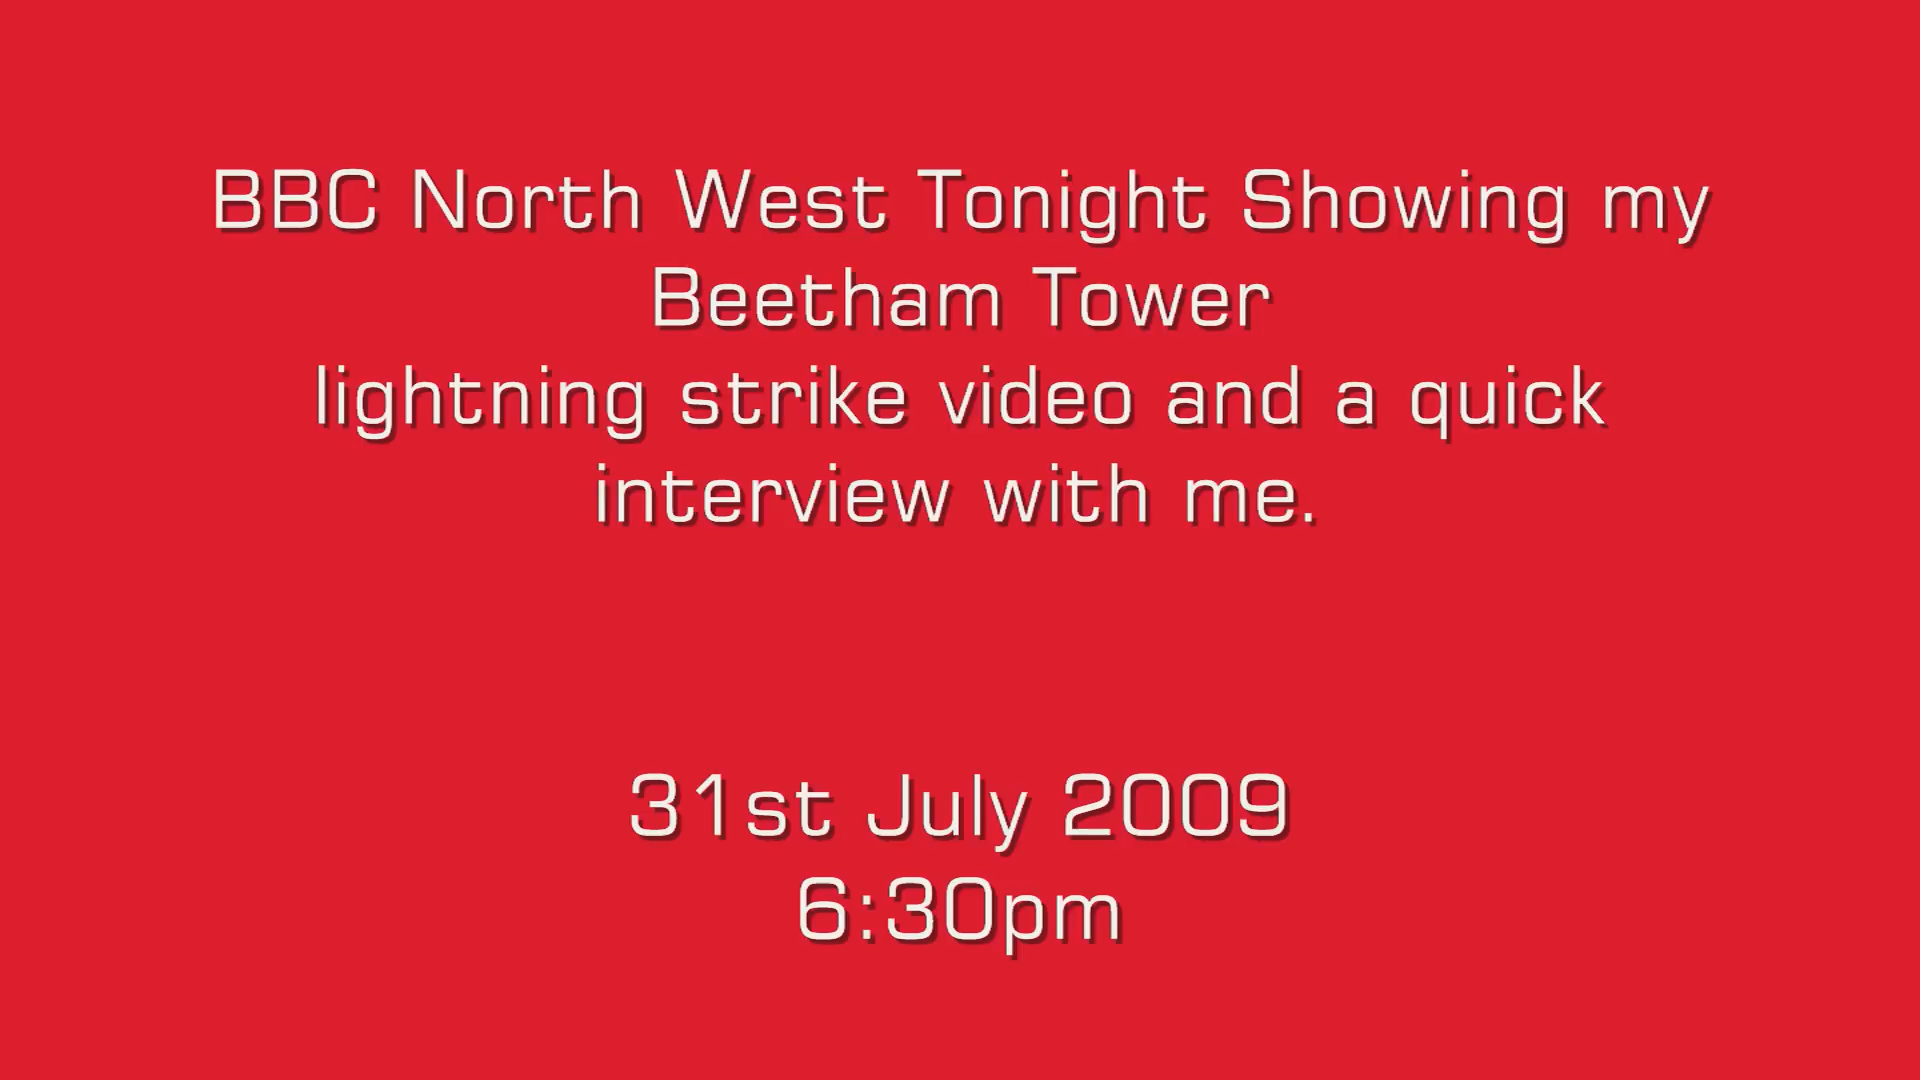 BBC North West Tonight Showing my
Beetham Tower
lightning strike video and a quick
interview with me.
31st July 2009
6:30pm